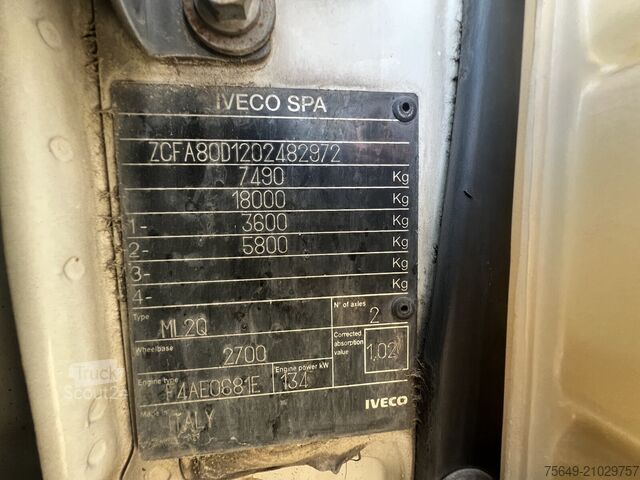 IVECO SPA
ZCFA80D1202482972
7490 Kg
18000 Kg
1- 3600 Kg
2- 5800 Kg
3- Kg
4- Kg
Type ML2Q N° of axles 2
Wheelbase 2700 Corrected absorption value 1,02
Engine type F4AE0681E Engine power kW 134
Made in ITALY IVECO
Truck Scout24
75649-21029757